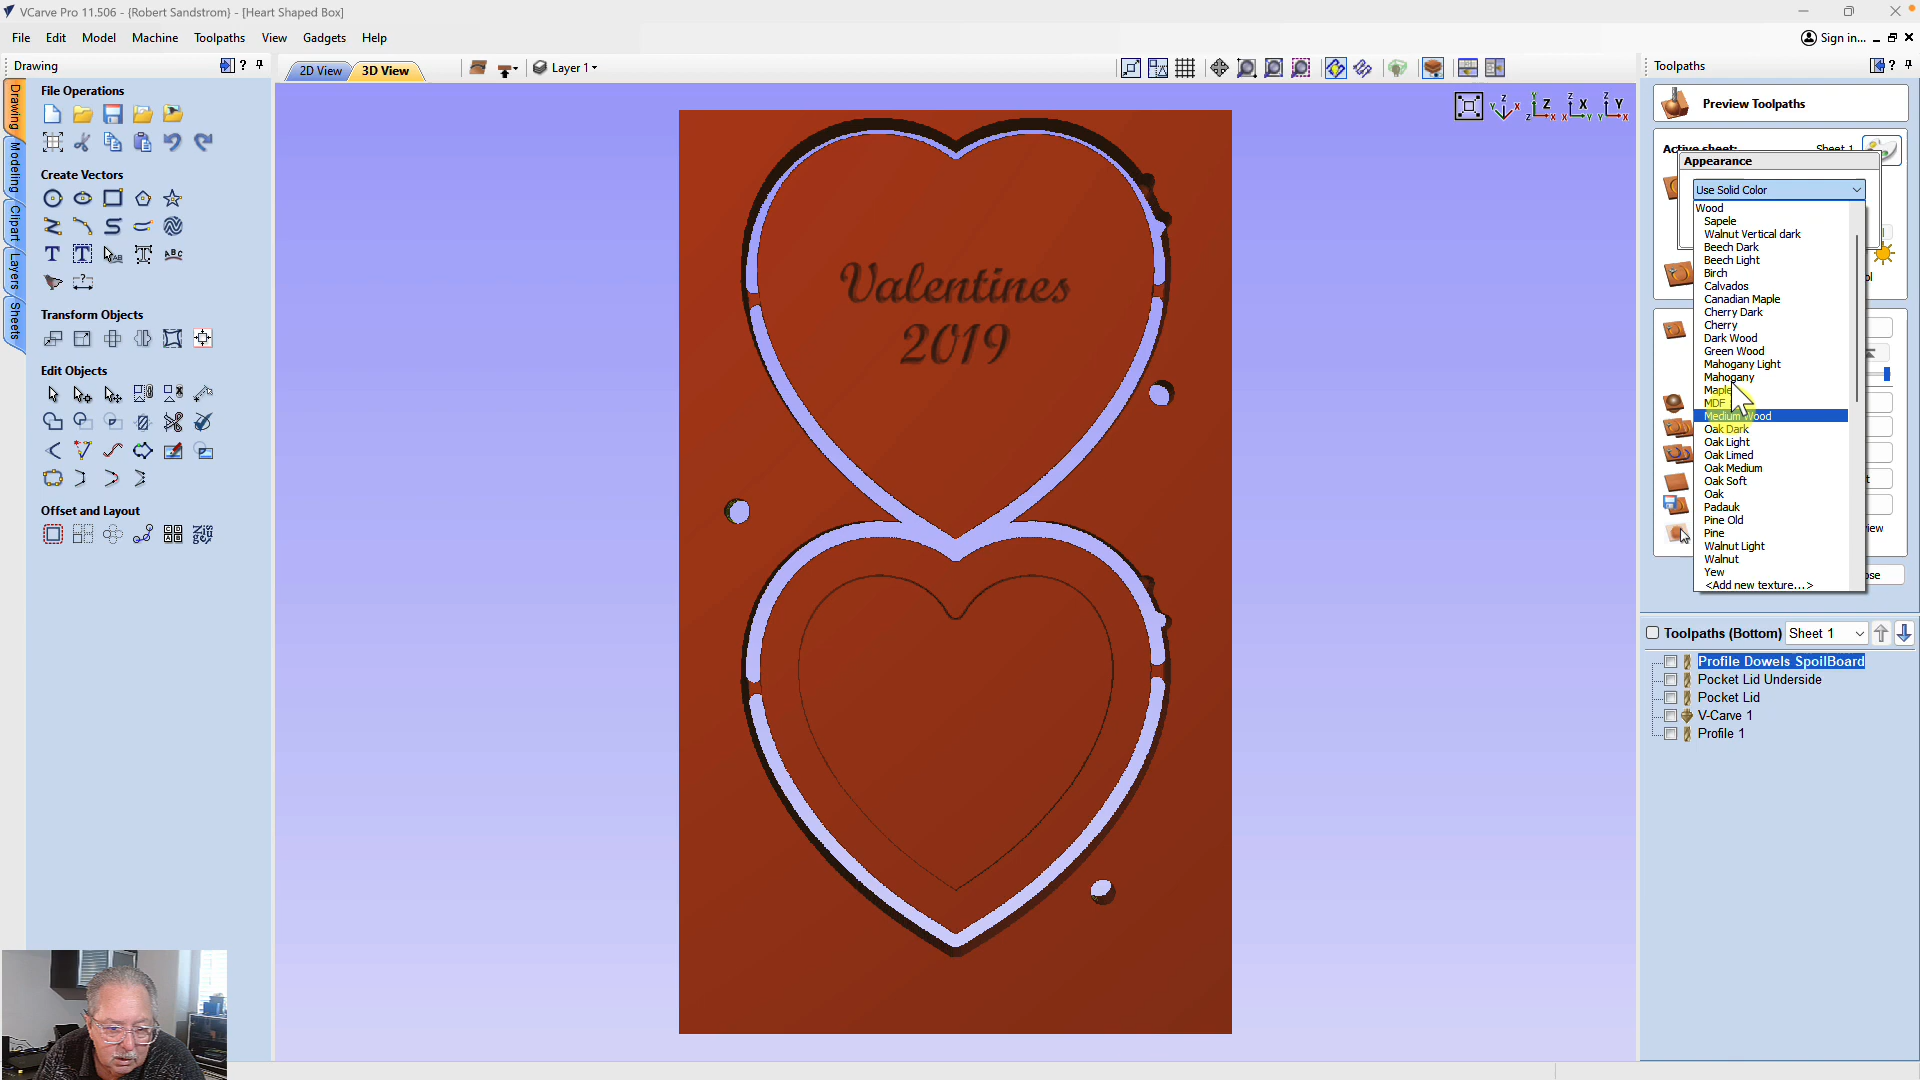 VCarve Pro 11.506 - {Robert Sandstrom} - [Heart Shaped Box]
File Edit Model Machine Toolpaths View Gadgets Help
Sign in...
Drawing
2D View
3D View
Layer 1
Toolpaths
Drawing
Modeling
Clipart
Layers
Sheets
File Operations
Create Vectors
Transform Objects
Edit Objects
Offset and Layout
Valentines
2019
Preview Toolpaths
Active sheet: Sheet 1
Appearance
Use Solid Color
Wood
Sapele
Walnut Vertical dark
Beech Dark
Beech Light
Birch
Calvados
Canadian Maple
Cherry Dark
Cherry
Dark Wood
Green Wood
Mahogany Light
Mahogany
Maple
MDF
Medium Wood
Oak Dark
Oak Light
Oak Limed
Oak Medium
Oak Soft
Oak
Padauk
Pine Old
Pine
Walnut Light
Walnut
Yew
<Add new texture...>
Toolpaths (Bottom) Sheet 1
Profile Dowels SpoilBoard
Pocket Lid Underside
Pocket Lid
V-Carve 1
Profile 1